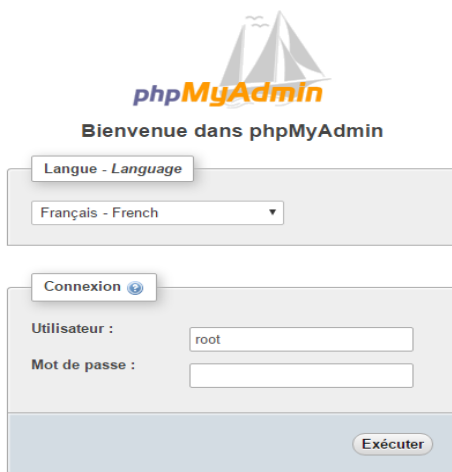 phpMyAdmin
Bienvenue dans phpMyAdmin
Langue - Language
Français - French
Connexion
Utilisateur :
root
Mot de passe :
Exécuter